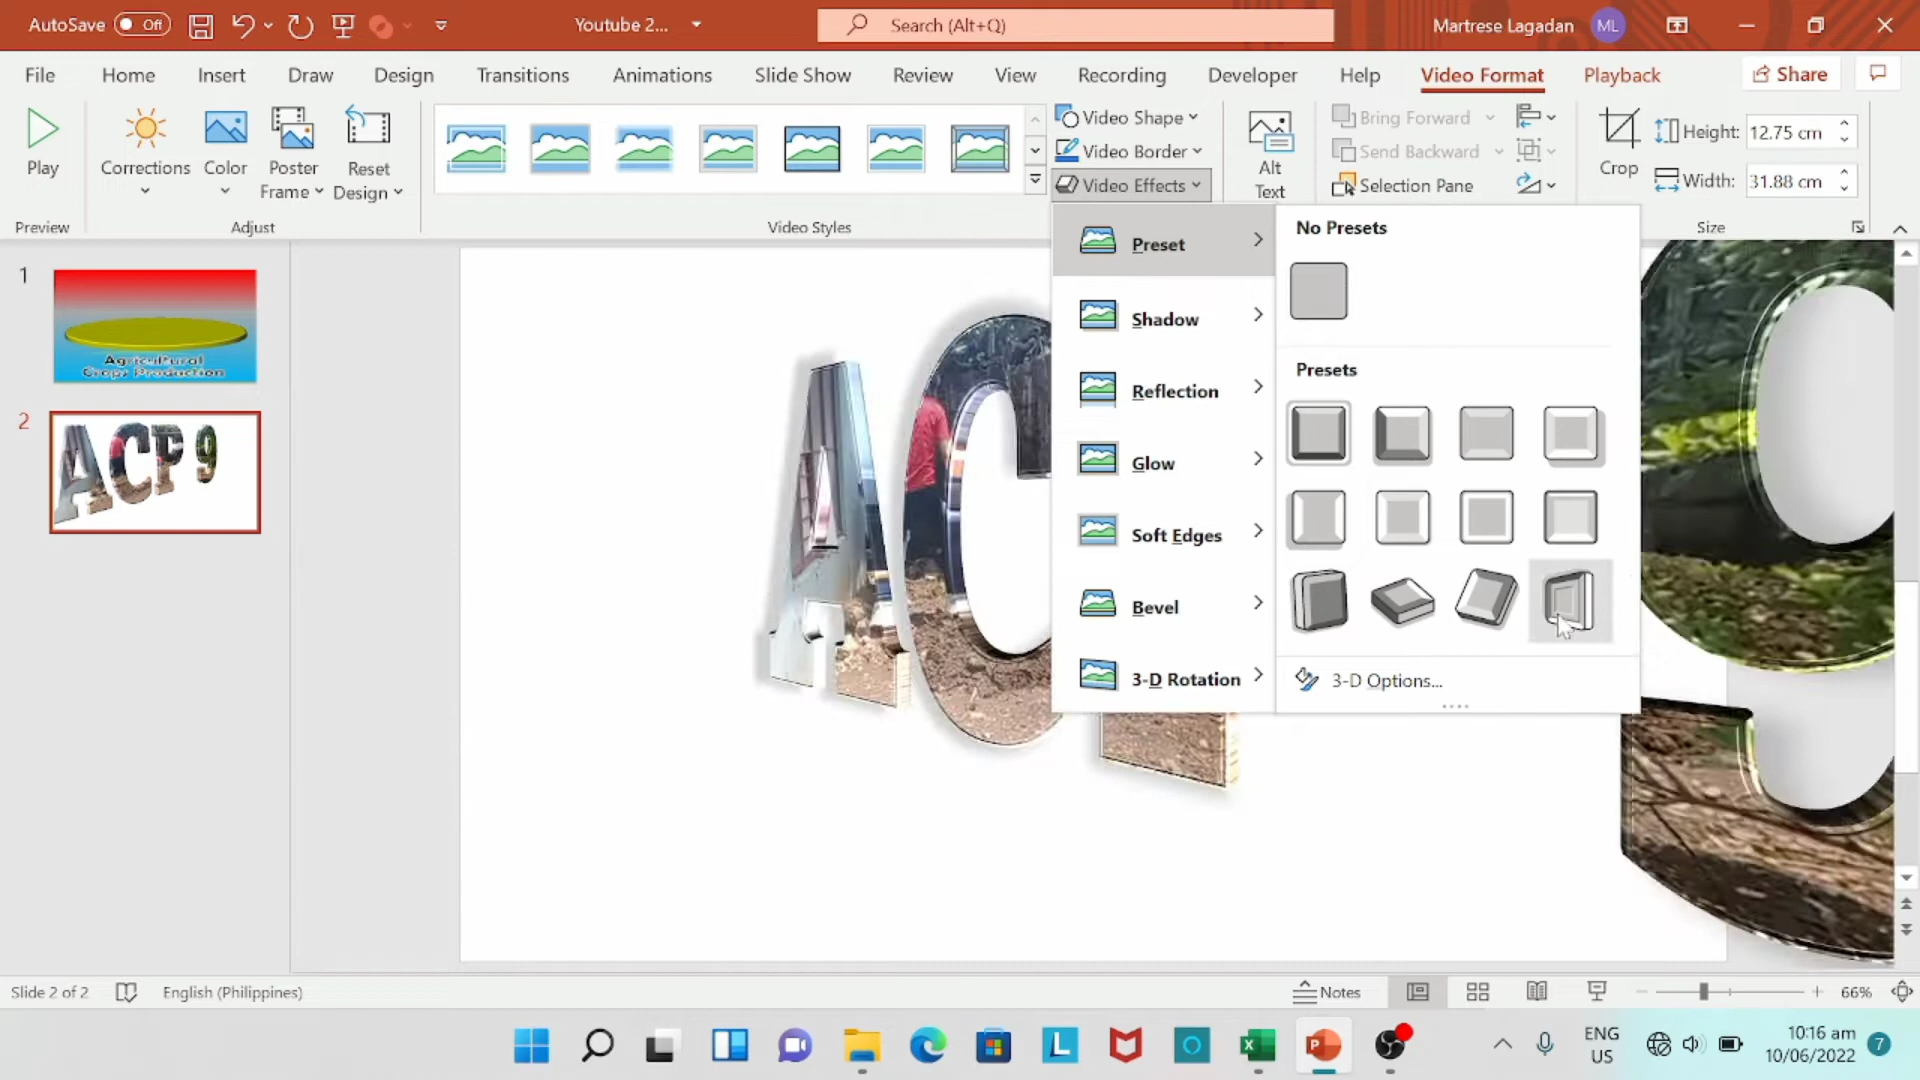 AutoSave Off
Youtube 2...
Search (Alt+Q)
Martrese Lagadan ML
File Home Insert Draw Design Transitions Animations Slide Show Review View Recording Developer Help Video Format Playback Share
Play
Preview
Corrections
Color
Poster Frame
Reset Design
Adjust
Video Styles
Video Shape
Video Border
Video Effects
Alt Text
Bring Forward
Send Backward
Selection Pane
Crop
Height: 12.75 cm
Width: 31.88 cm
Size
1
Agricultural
Crops Production
2
ACP 9
Preset
Shadow
Reflection
Glow
Soft Edges
Bevel
3-D Rotation
No Presets
Presets
3-D Options...
AC
9
Slide 2 of 2
English (Philippines)
Notes
66%
L
ENG
US
10:16 am
10/06/2022
7